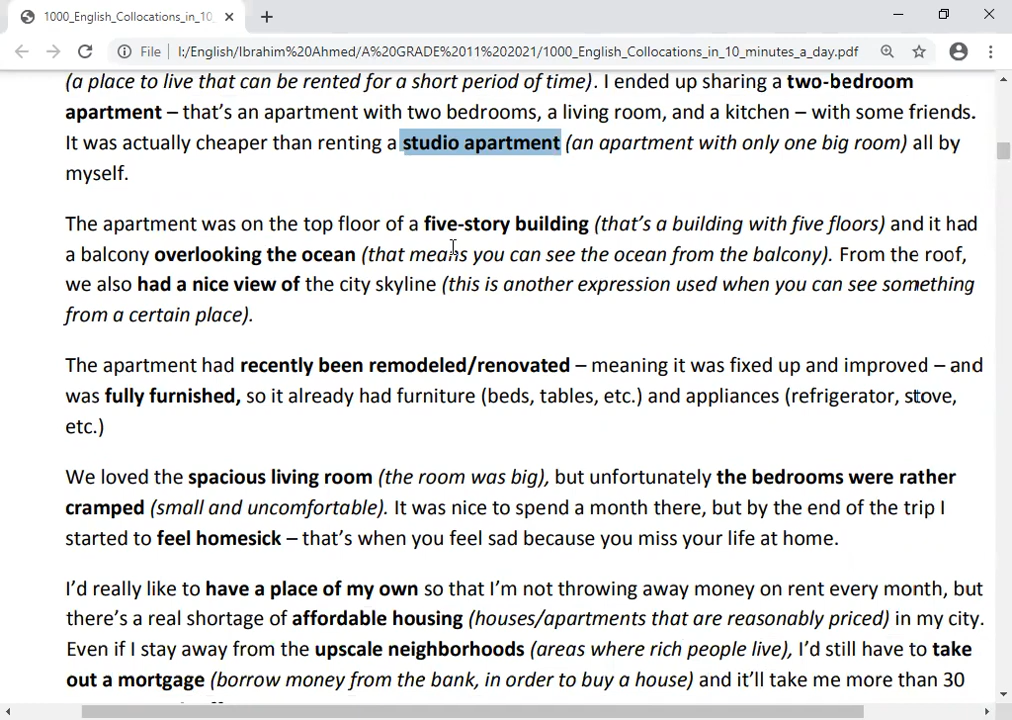 1000_English_Collocations_in_10_
File
I:/English/Ibrahim%20Ahmed/A%20GRADE%2011%202021/1000_English_Collocations_in_10_minutes_a_day.pdf
(a place to live that can be rented for a short period of time). I ended up sharing a two-bedroom
apartment – that's an apartment with two bedrooms, a living room, and a kitchen – with some friends.
It was actually cheaper than renting a studio apartment (an apartment with only one big room) all by
myself.
The apartment was on the top floor of a five-story building (that's a building with five floors) and it had
a balcony overlooking the ocean (that means you can see the ocean from the balcony). From the roof,
we also had a nice view of the city skyline (this is another expression used when you can see something
from a certain place).
The apartment had recently been remodeled/renovated – meaning it was fixed up and improved – and
was fully furnished, so it already had furniture (beds, tables, etc.) and appliances (refrigerator, stove,
etc.)
We loved the spacious living room (the room was big), but unfortunately the bedrooms were rather
cramped (small and uncomfortable). It was nice to spend a month there, but by the end of the trip I
started to feel homesick – that's when you feel sad because you miss your life at home.
I'd really like to have a place of my own so that I'm not throwing away money on rent every month, but
there's a real shortage of affordable housing (houses/apartments that are reasonably priced) in my city.
Even if I stay away from the upscale neighborhoods (areas where rich people live), I'd still have to take
out a mortgage (borrow money from the bank, in order to buy a house) and it'll take me more than 30